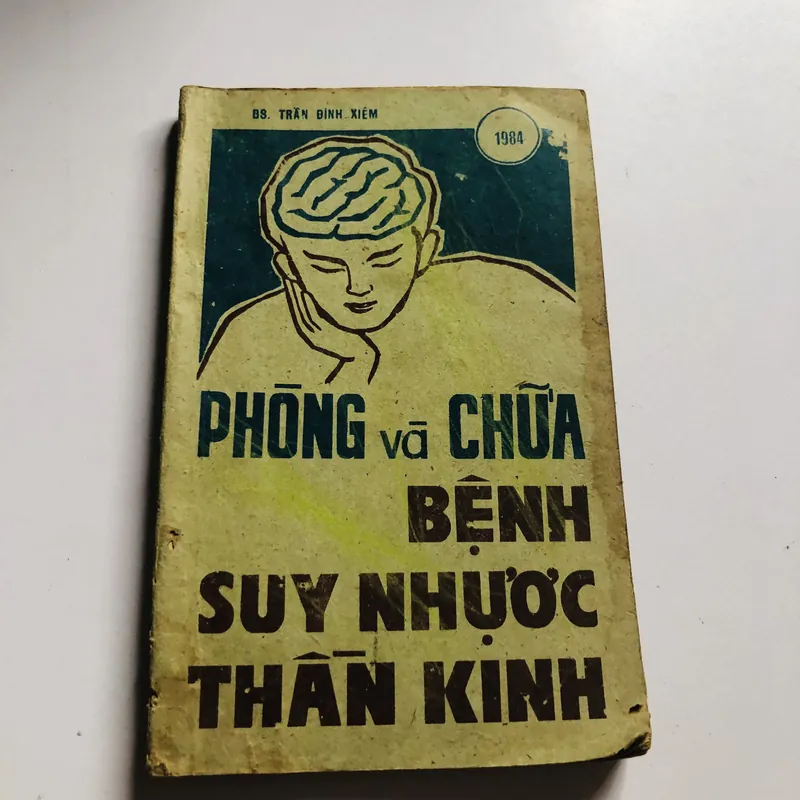 BS. TRẦN ĐÌNH XIÊM
1984
PHÒNG và CHỮA
BỆNH
SUY NHƯỢC
THẦN KINH